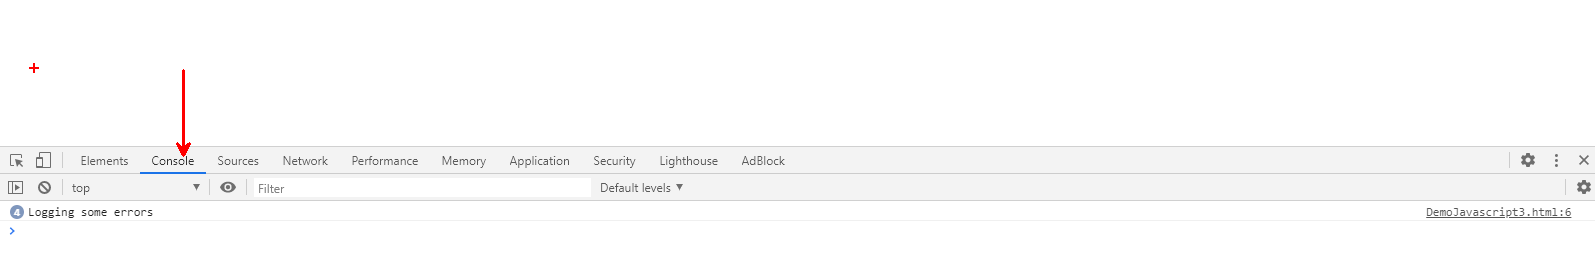 Elements Console Sources Network Performance Memory Application Security Lighthouse AdBlock
top Filter Default levels
4 Logging some errors DemoJavascript3.html:6